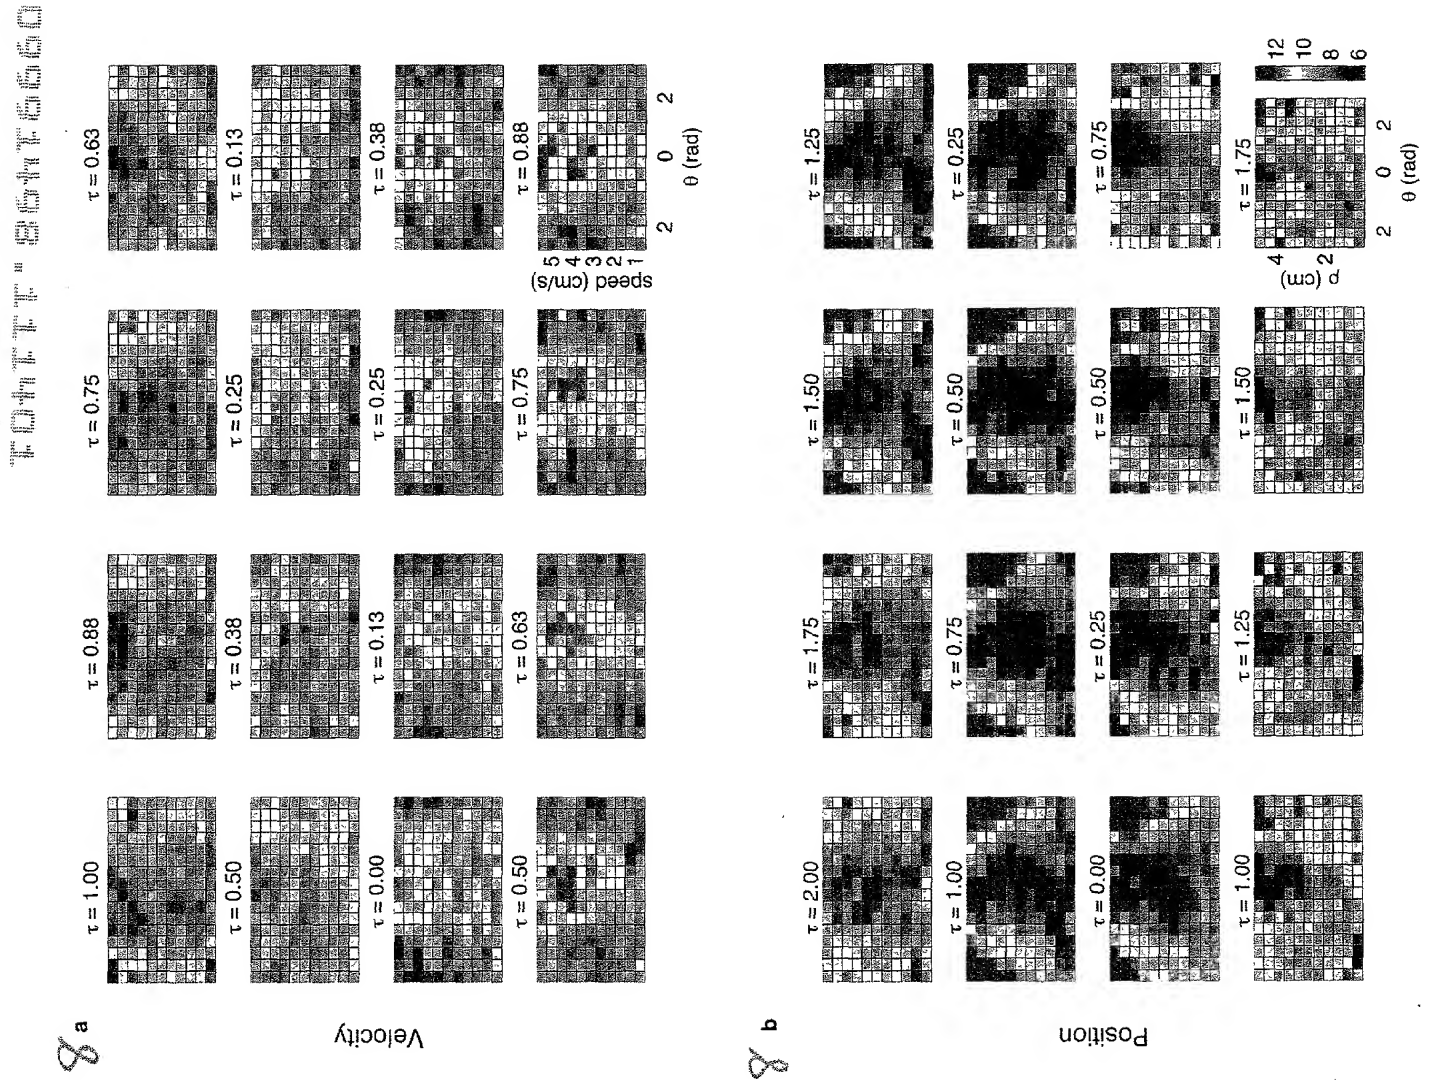 8 a
Velocity
τ = 1.00 τ = 0.88 τ = 0.75 τ = 0.63
τ = 0.50 τ = 0.38 τ = 0.25 τ = 0.13
τ = 0.00 τ = 0.13 τ = 0.25 τ = 0.38
τ = 0.50 τ = 0.63 τ = 0.75 τ = 0.88
speed (cm/s)
5
4
3
2
1
2 0 2
θ (rad)
8 b
Position
τ = 2.00 τ = 1.75 τ = 1.50 τ = 1.25
τ = 1.00 τ = 0.75 τ = 0.50 τ = 0.25
τ = 0.00 τ = 0.25 τ = 0.50 τ = 0.75
τ = 1.00 τ = 1.25 τ = 1.50 τ = 1.75
ρ (cm)
4
2
12
10
8
6
2 0 2
θ (rad)